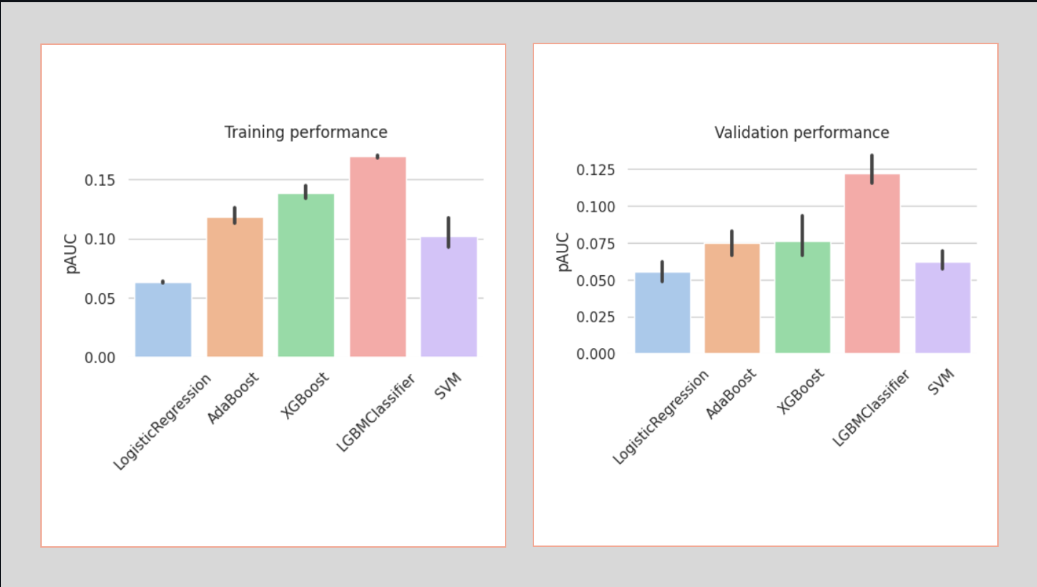 Training performance
pAUC
0.15
0.10
0.05
0.00
LogisticRegression
AdaBoost
XGBoost
LGBMClassifier
SVM
Validation performance
pAUC
0.125
0.100
0.075
0.050
0.025
0.000
LogisticRegression
AdaBoost
XGBoost
LGBMClassifier
SVM